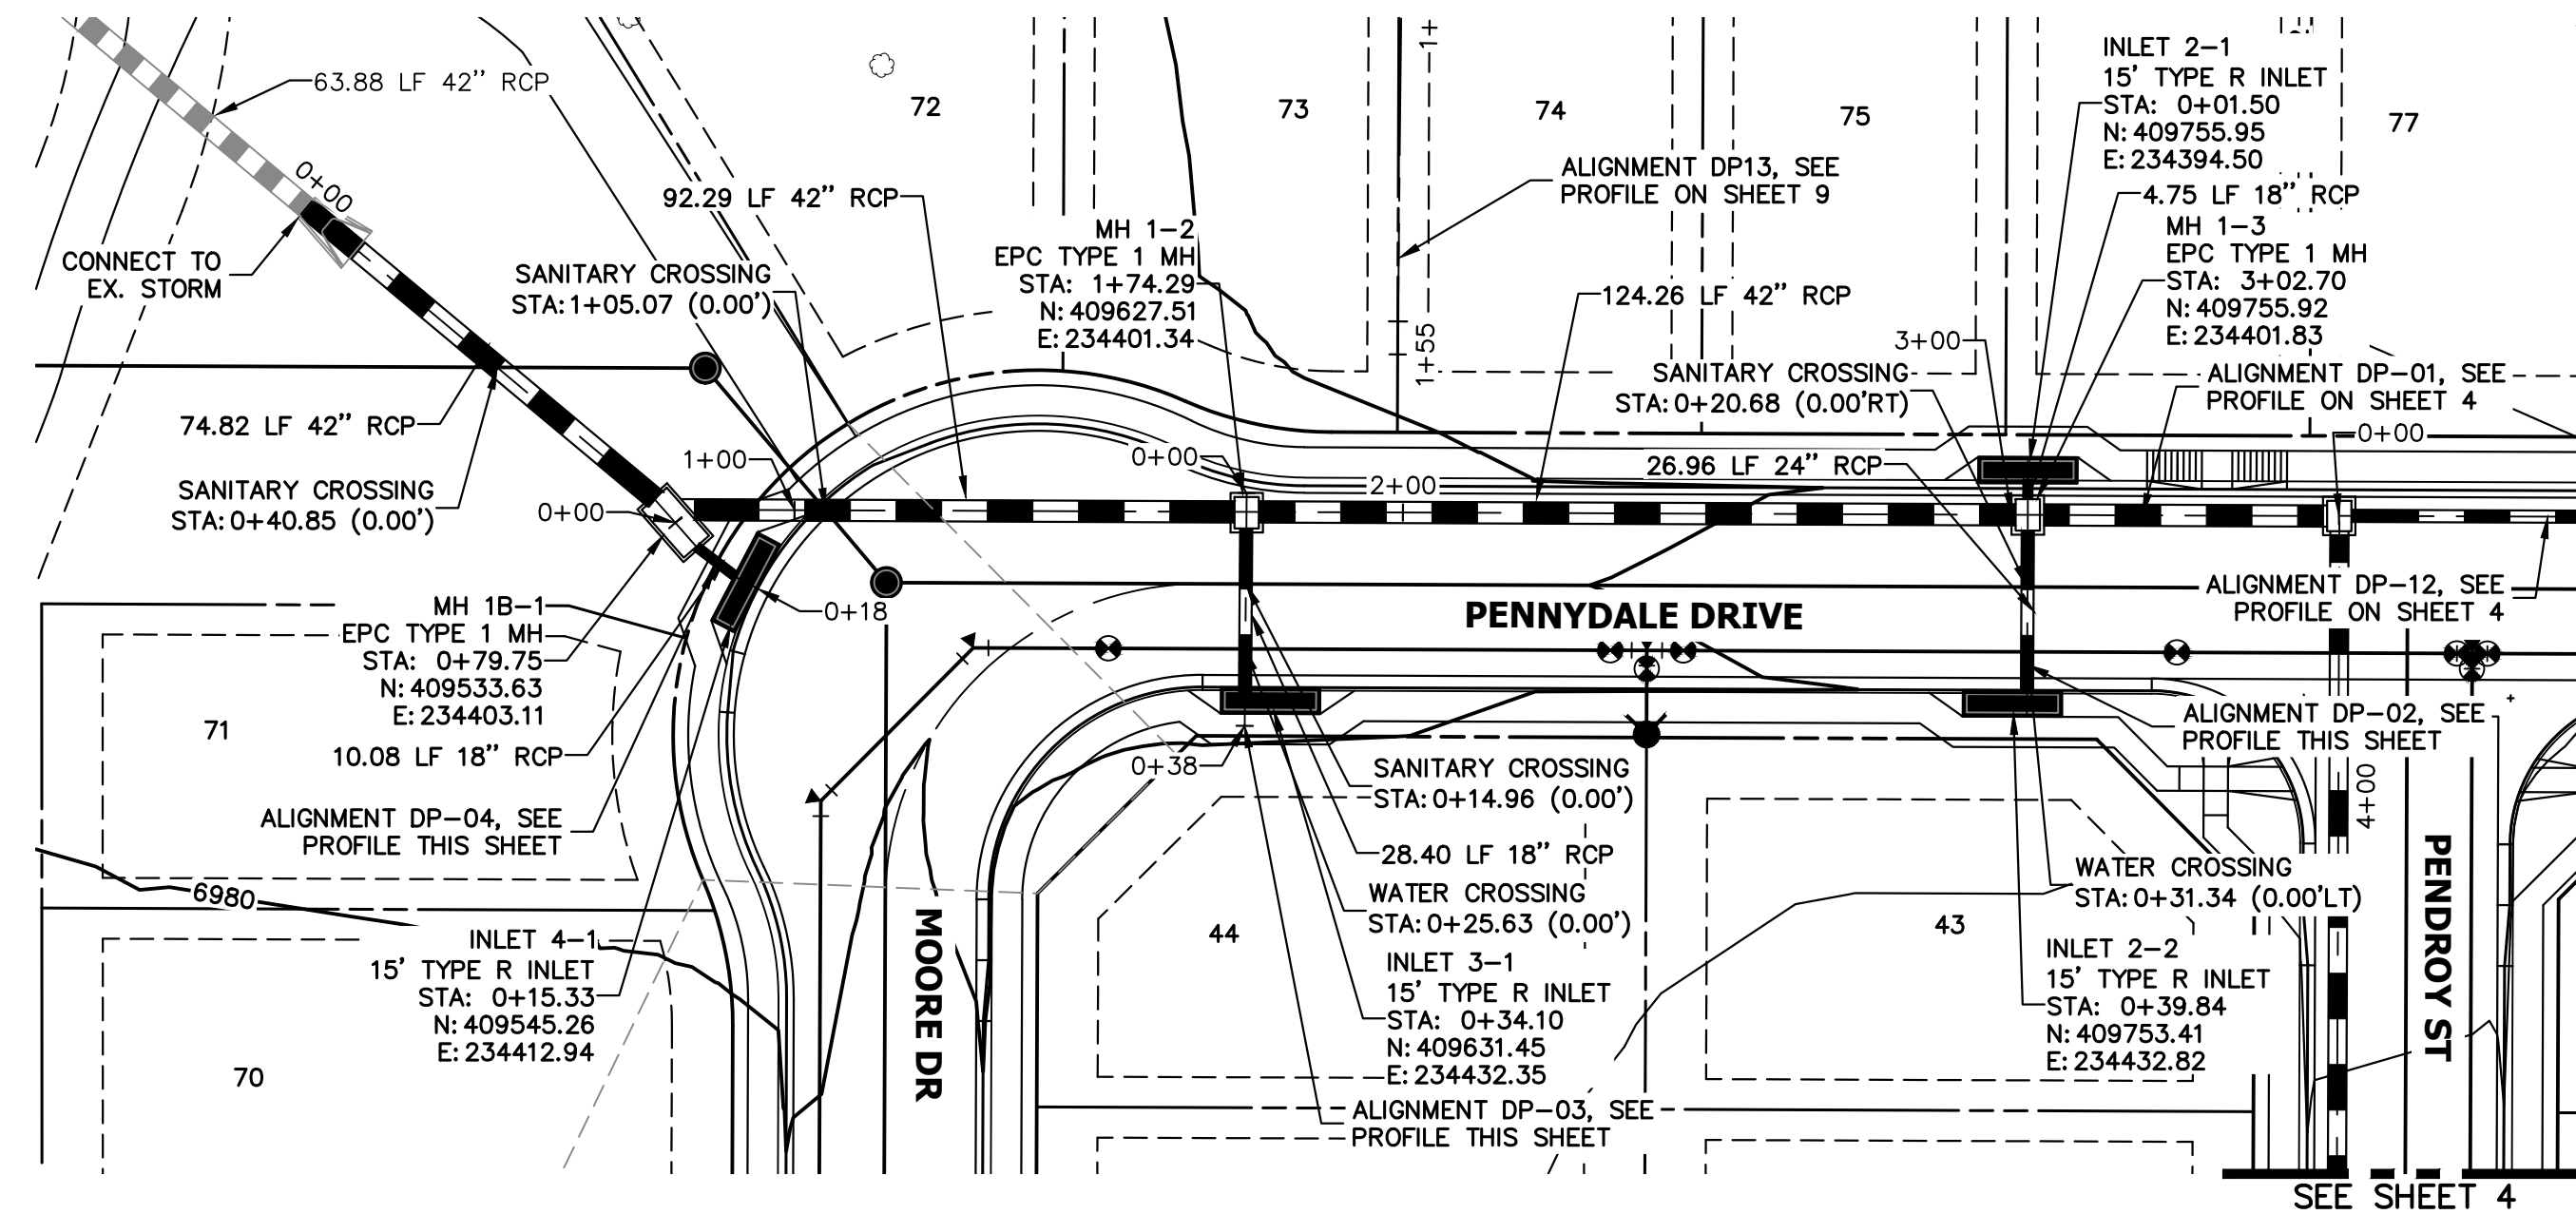 63.88 LF 42" RCP
0+00
CONNECT TO
EX. STORM
72
73
74
75
77
1+
92.29 LF 42" RCP
SANITARY CROSSING
STA: 1+05.07 (0.00')
MH 1-2
EPC TYPE 1 MH
STA: 1+74.29
N: 409627.51
E: 234401.34
ALIGNMENT DP13, SEE
PROFILE ON SHEET 9
1+55
124.26 LF 42" RCP
INLET 2-1
15' TYPE R INLET
STA: 0+01.50
N: 409755.95
E: 234394.50
4.75 LF 18" RCP
MH 1-3
EPC TYPE 1 MH
STA: 3+02.70
N: 409755.92
E: 234401.83
3+00
SANITARY CROSSING
STA: 0+20.68 (0.00'RT)
26.96 LF 24" RCP
ALIGNMENT DP-01, SEE
PROFILE ON SHEET 4
0+00
74.82 LF 42" RCP
SANITARY CROSSING
STA: 0+40.85 (0.00')
0+00
1+00
0+00
2+00
MH 1B-1
EPC TYPE 1 MH
STA: 0+79.75
N: 409533.63
E: 234403.11
10.08 LF 18" RCP
0+18
PENNYDALE DRIVE
ALIGNMENT DP-12, SEE
PROFILE ON SHEET 4
71
ALIGNMENT DP-04, SEE
PROFILE THIS SHEET
6980
INLET 4-1
15' TYPE R INLET
STA: 0+15.33
N: 409545.26
E: 234412.94
70
MOORE DR
0+38
SANITARY CROSSING
STA: 0+14.96 (0.00')
28.40 LF 18" RCP
WATER CROSSING
STA: 0+25.63 (0.00')
44
INLET 3-1
15' TYPE R INLET
STA: 0+34.10
N: 409631.45
E: 234432.35
ALIGNMENT DP-03, SEE
PROFILE THIS SHEET
ALIGNMENT DP-02, SEE
PROFILE THIS SHEET
4+00
WATER CROSSING
STA: 0+31.34 (0.00'LT)
43
INLET 2-2
15' TYPE R INLET
STA: 0+39.84
N: 409753.41
E: 234432.82
PENDROY ST
SEE SHEET 4